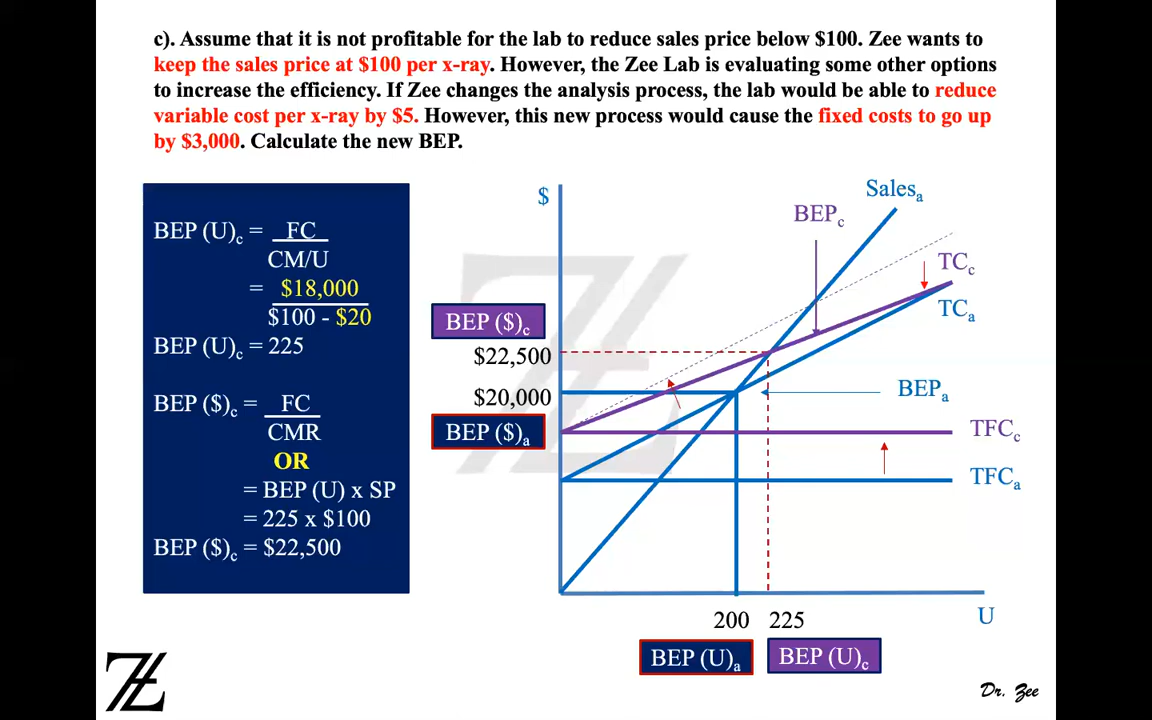 c). Assume that it is not profitable for the lab to reduce sales price below $100. Zee wants to
keep the sales price at $100 per x-ray. However, the Zee Lab is evaluating some other options
to increase the efficiency. If Zee changes the analysis process, the lab would be able to reduce
variable cost per x-ray by $5. However, this new process would cause the fixed costs to go up
by $3,000. Calculate the new BEP.
BEP (U)c = FC
CM/U
= $18,000
$100 - $20
BEP (U)c = 225
BEP ($)c = FC
CMR
OR
= BEP (U) x SP
= 225 x $100
BEP ($)c = $22,500
$
Salesa
BEPc
TCc
TCa
BEP ($)c
$22,500
$20,000
BEP ($)a
BEPa
TFCc
TFCa
200 225
U
BEP (U)a
BEP (U)c
Dr. Zee